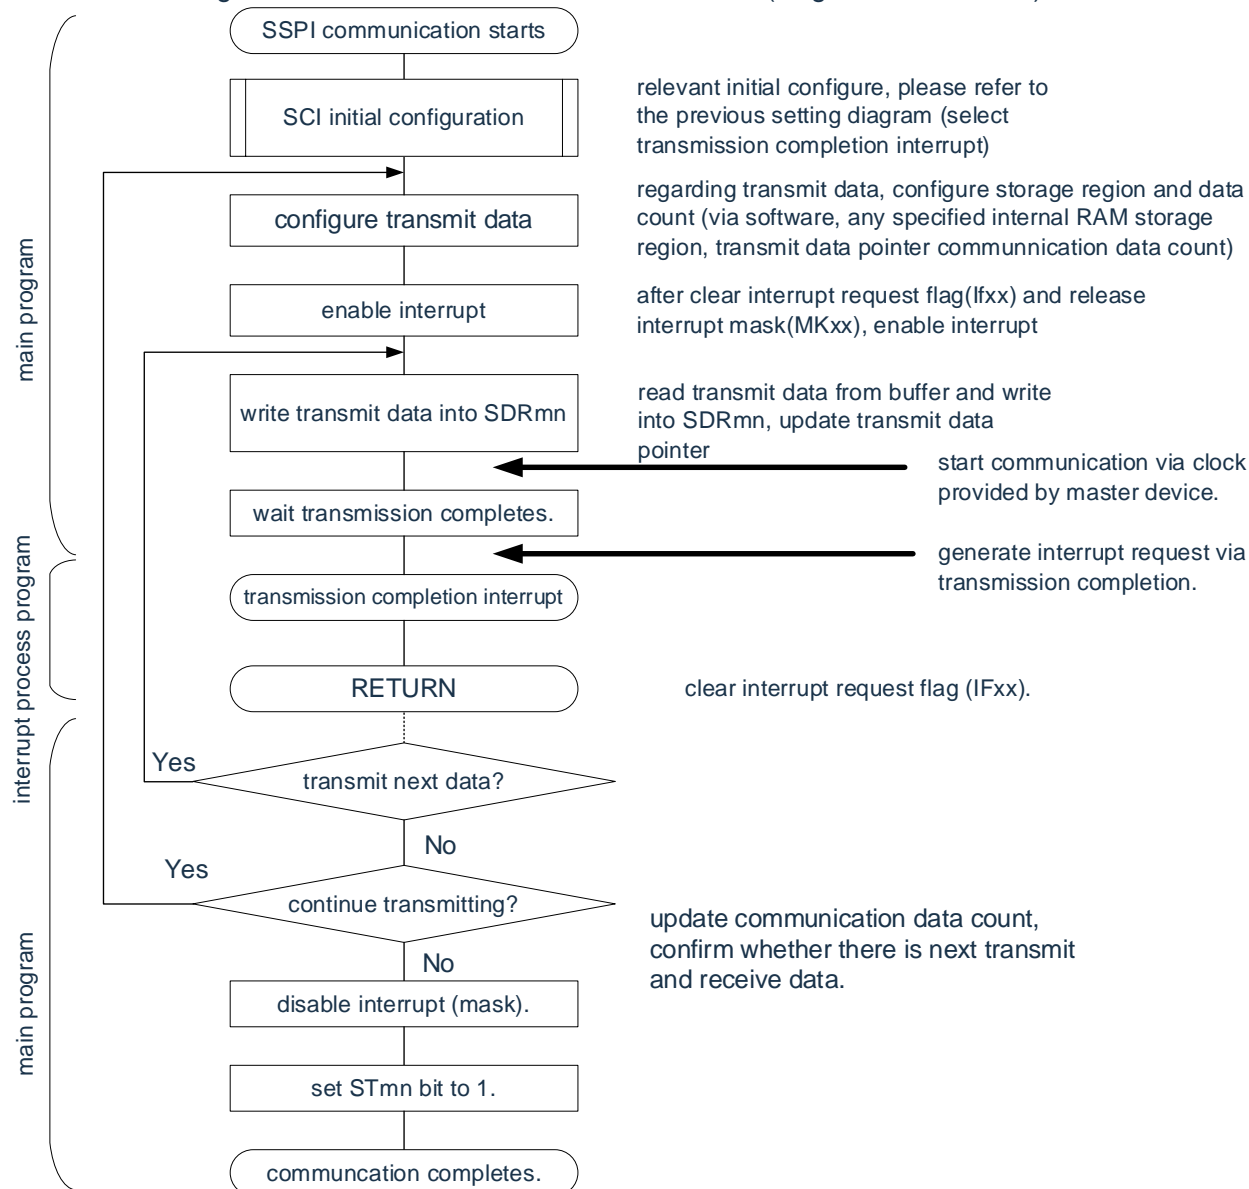 SSPI communication starts
SCI initial configuration
relevant initial configure, please refer to
the previous setting diagram (select
transmission completion interrupt)
configure transmit data
regarding transmit data, configure storage region and data
count (via software, any specified internal RAM storage
region, transmit data pointer communnication data count)
main program
enable interrupt
after clear interrupt request flag(Ifxx) and release
interrupt mask(MKxx), enable interrupt
write transmit data into SDRmn
read transmit data from buffer and write
into SDRmn, update transmit data
pointer
start communication via clock
provided by master device.
wait transmission completes.
generate interrupt request via
transmission completion.
interrupt process program
transmission completion interrupt
RETURN
clear interrupt request flag (IFxx).
Yes
transmit next data?
No
Yes
continue transmitting?
update communication data count,
confirm whether there is next transmit
and receive data.
No
main program
disable interrupt (mask).
set STmn bit to 1.
communcation completes.